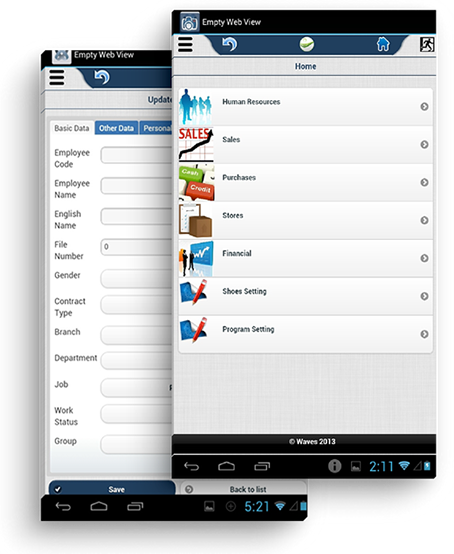 Empty Web View
Home
Human Resources
SALES
Sales
Cash
Credit
Purchases
Stores
Financial
Shoes Setting
Program Setting
© Waves 2013
2:11
Empty Web View
Update
Basic Data
Other Data
Personal
Employee
Code
Employee
Name
English
Name
File
Number
0
Gender
Contract
Type
Branch
Department
Job
Work
Status
Group
Save
Back to list
5:21